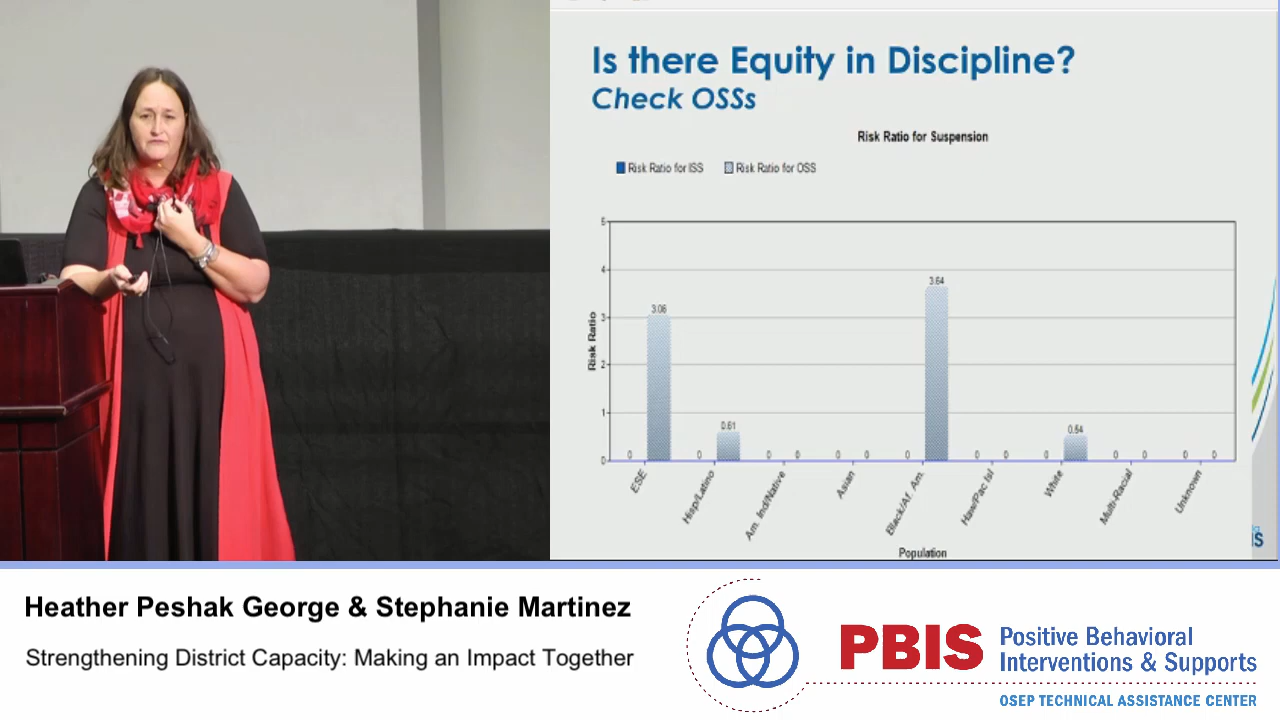 Is there Equity in Discipline?
Check OSSs
Risk Ratio for Suspension
Risk Ratio for ISS
Risk Ratio for OSS
5
4
3
2
1
0
Risk Ratio
0 3.06 0 0.61 0 0 0 0 0 3.64 0 0 0 0.54 0 0 0 0
ESE
Hisp/Latino
Am. Ind/Native
Asian
Black/Af. Am.
Haw/Pac Isl
White
Multi-Racial
Unknown
Population
IS
Heather Peshak George & Stephanie Martinez
Strengthening District Capacity: Making an Impact Together
PBIS
Positive Behavioral
Interventions & Supports
OSEP TECHNICAL ASSISTANCE CENTER